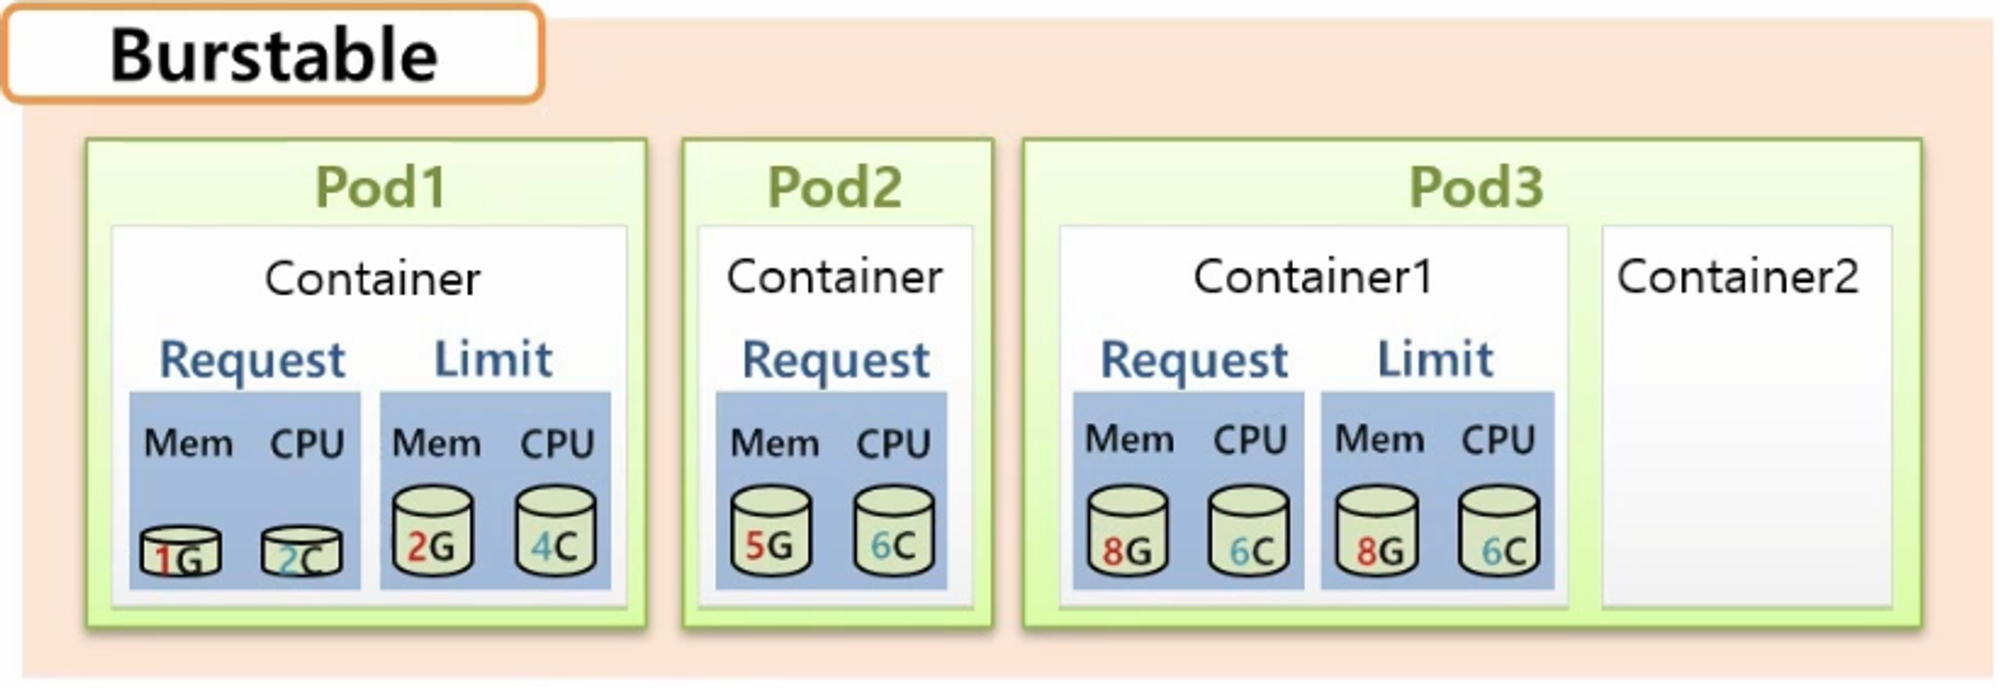 Burstable
Pod1
Container
Request Limit
Mem CPU Mem CPU
1G 2C 2G 4C
Pod2
Container
Request
Mem CPU
5G 6C
Pod3
Container1
Request Limit
Mem CPU Mem CPU
8G 6C 8G 6C
Container2